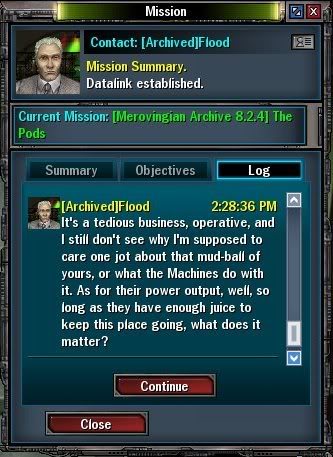 Mission
Contact: [Archived]Flood
Mission Summary.
Datalink established.
Current Mission: [Merovingian Archive 8.2.4] The
Pods
Summary Objectives Log
[Archived]Flood 2:28:36 PM
It's a tedious business, operative, and
I still don't see why I'm supposed to
care one jot about that mud-ball of
yours, or what the Machines do with
it. As for their power output, well, so
long as they have enough juice to
keep this place going, what does it
matter?
Continue
Close